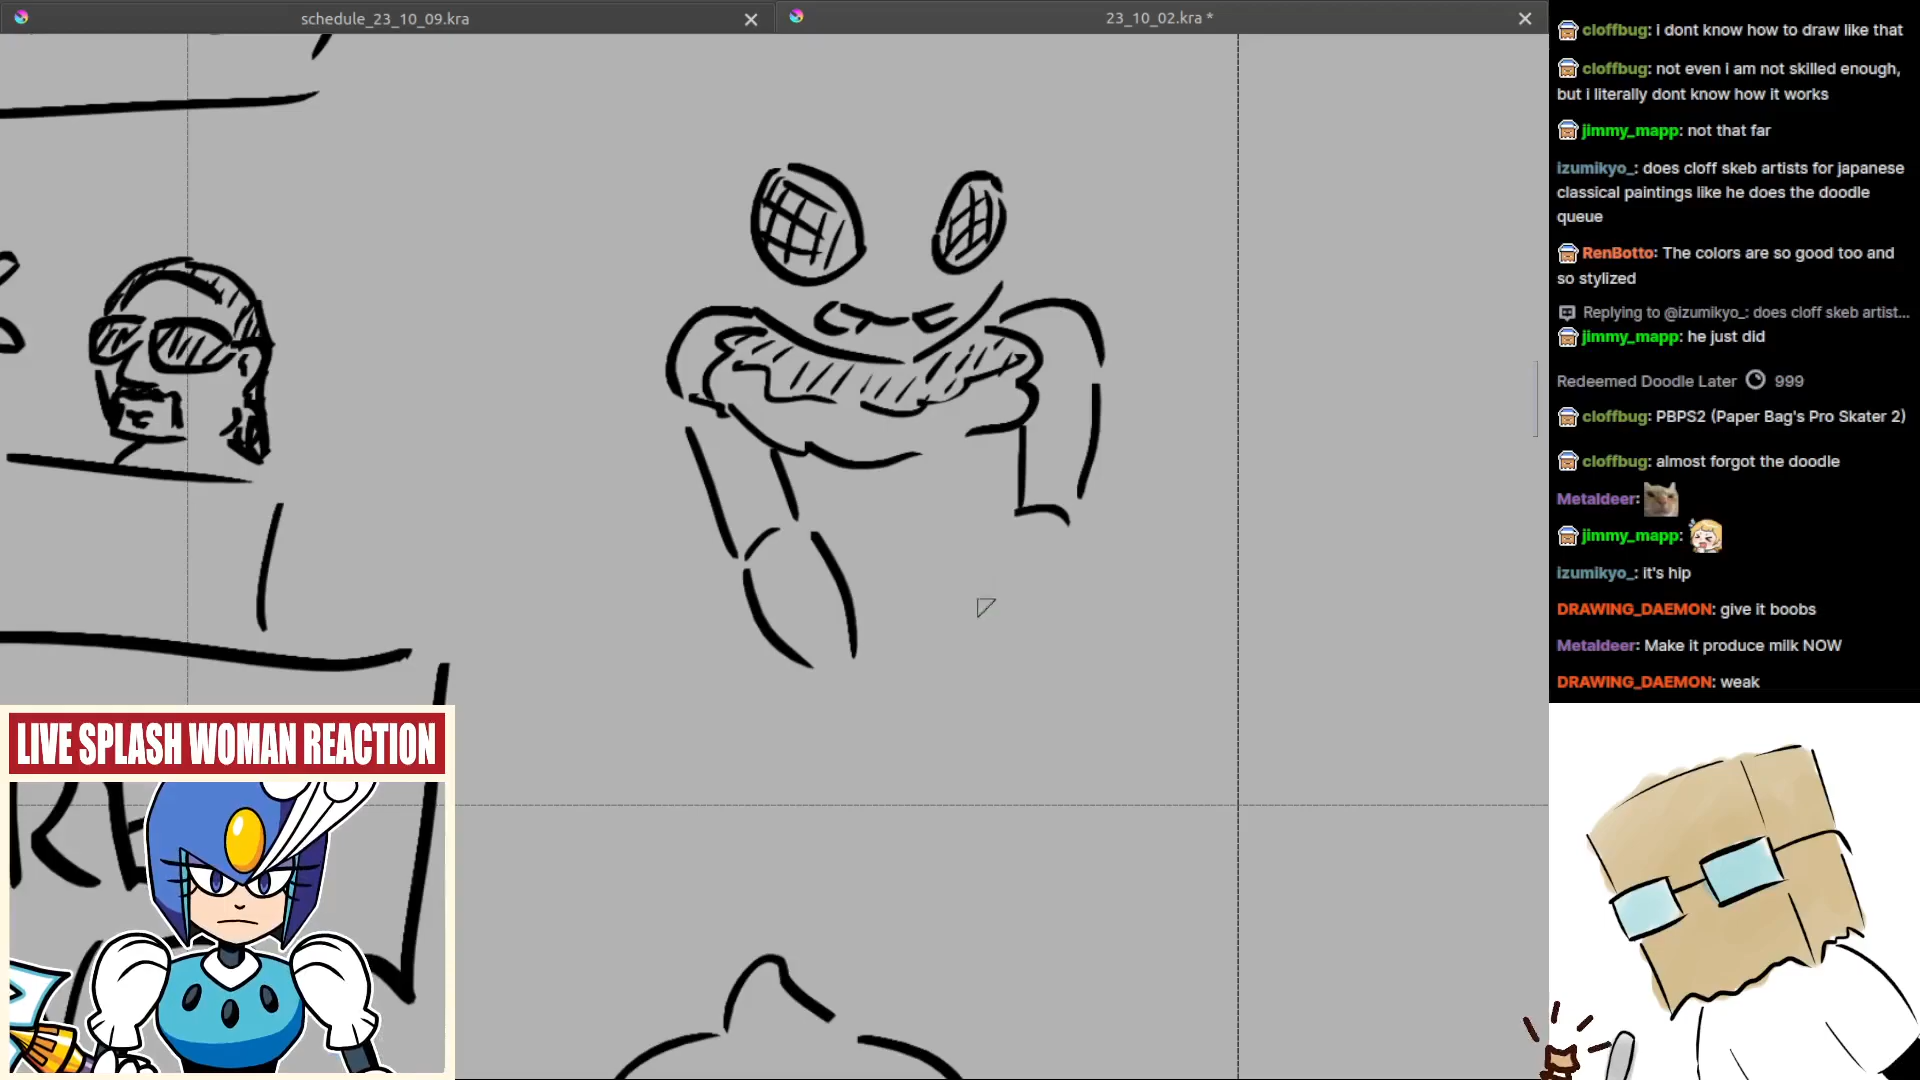 schedule_23_10_09.kra
23_10_02.kra *
cloffbug: i dont know how to draw like that
cloffbug: not even i am not skilled enough,
but i literally dont know how it works
jimmy_mapp: not that far
izumikyo_: does cloff skeb artists for japanese
classical paintings like he does the doodle
queue
RenBotto: The colors are so good too and
so stylized
Replying to @izumikyo_: does cloff skeb artist...
jimmy_mapp: he just did
Redeemed Doodle Later 999
cloffbug: PBPS2 (Paper Bag's Pro Skater 2)
cloffbug: almost forgot the doodle
Metaldeer:
jimmy_mapp:
izumikyo_: it's hip
DRAWING_DAEMON: give it boobs
Metaldeer: Make it produce milk NOW
DRAWING_DAEMON: weak
LIVE SPLASH WOMAN REACTION